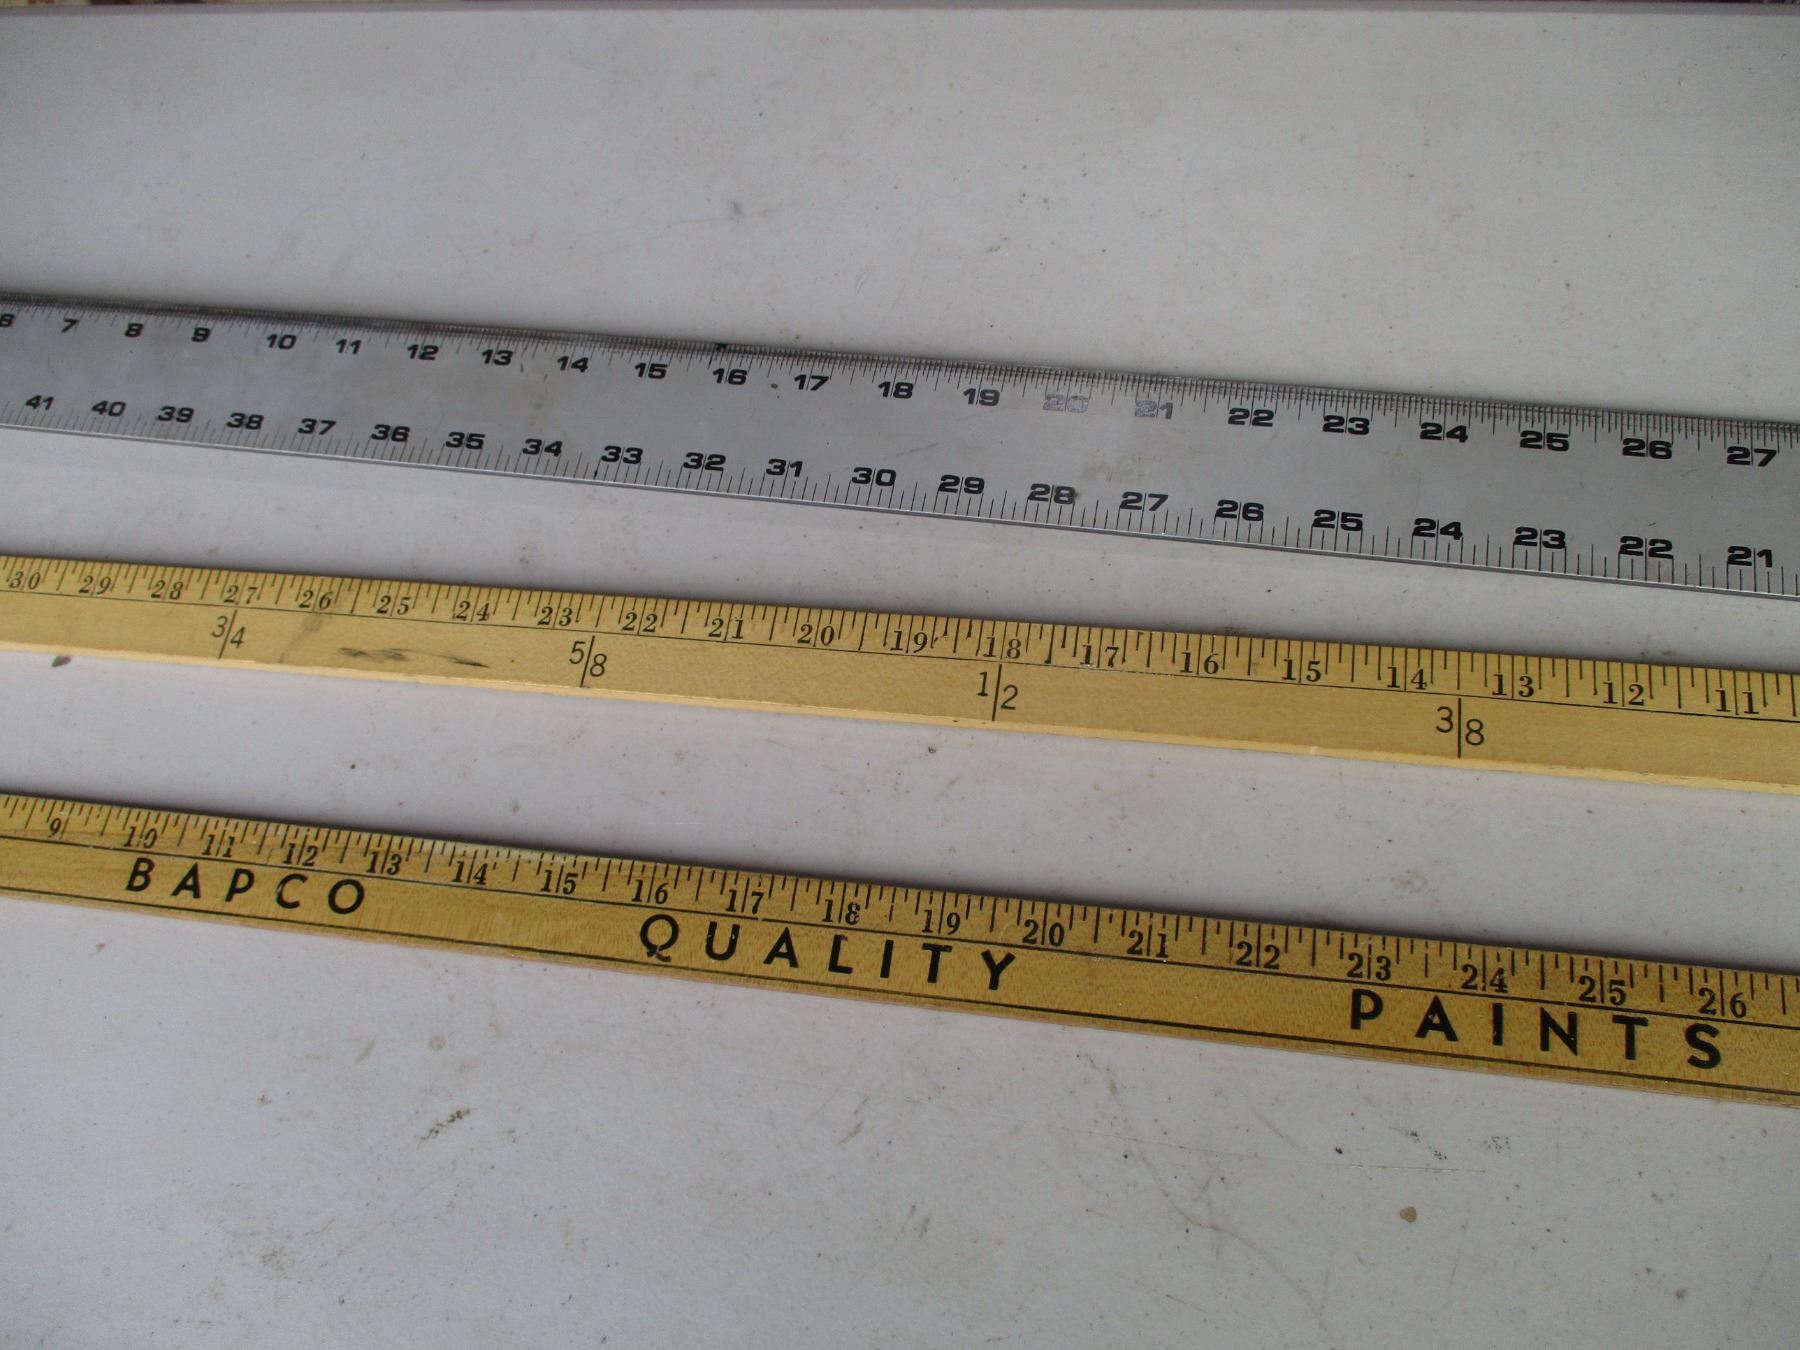 6 7 8 9 10 11 12 13 14 15 16 17 18 19 20 21 22 23 24 25 26 27
41 40 39 38 37 36 35 34 33 32 31 30 29 28 27 26 25 24 23 22 21
30 29 28 27 26 25 24 23 22 21 20 19 18 17 16 15 14 13 12 11
3/4 5/8 1/2 3/8
9 10 11 12 13 14 15 16 17 18 19 20 21 22 23 24 25 26
BAPCO QUALITY PAINTS